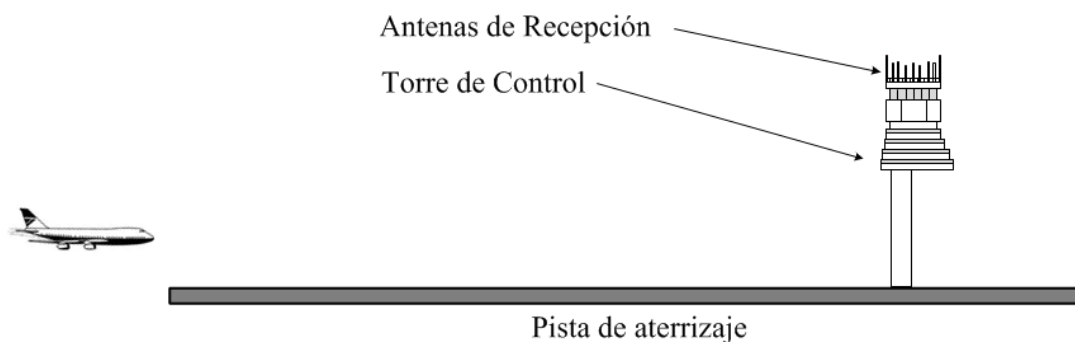 Antenas de Recepción
Torre de Control
Pista de aterrizaje